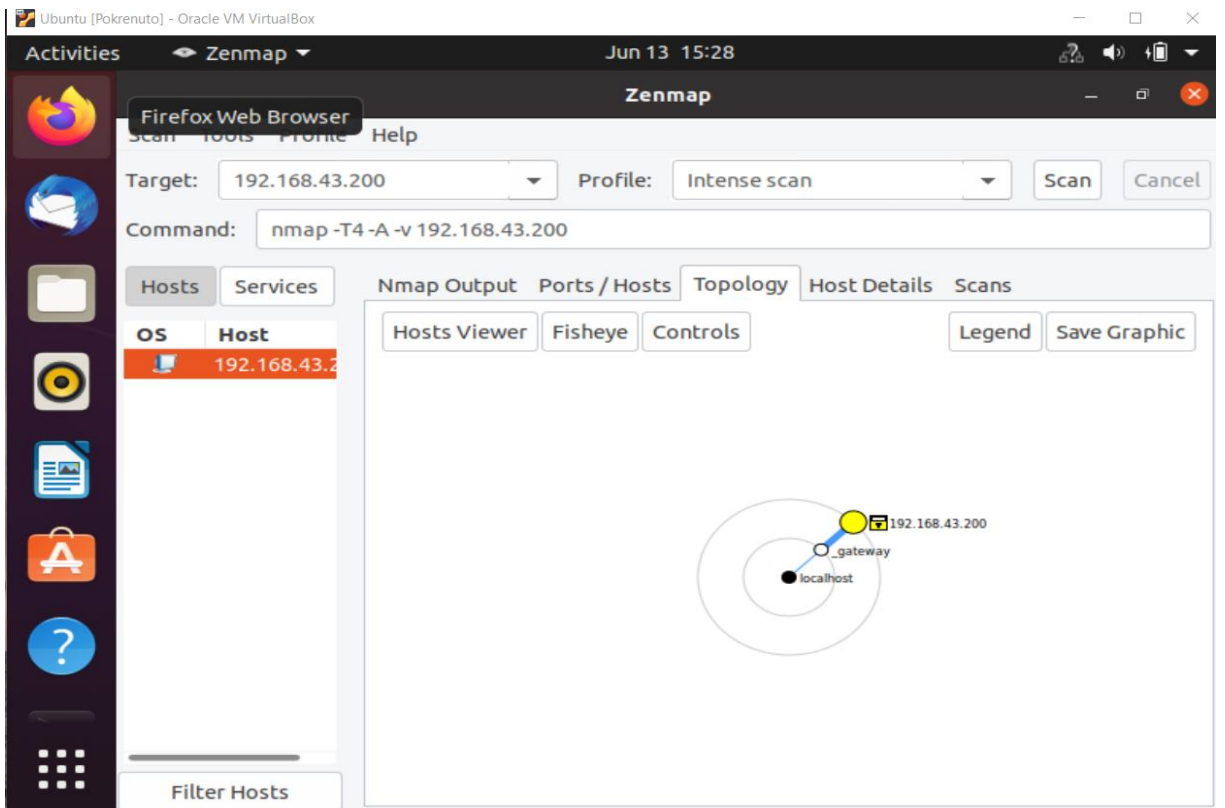 Ubuntu [Pokrenuto] - Oracle VM VirtualBox
Activities Zenmap Jun 13 15:28
Zenmap
Firefox Web Browser
Scan Tools Profile Help
Target: 192.168.43.200 Profile: Intense scan Scan Cancel
Command: nmap -T4 -A -v 192.168.43.200
Hosts Services Nmap Output Ports / Hosts Topology Host Details Scans
OS Host Hosts Viewer Fisheye Controls Legend Save Graphic
192.168.43.2
192.168.43.200
_gateway
localhost
Filter Hosts